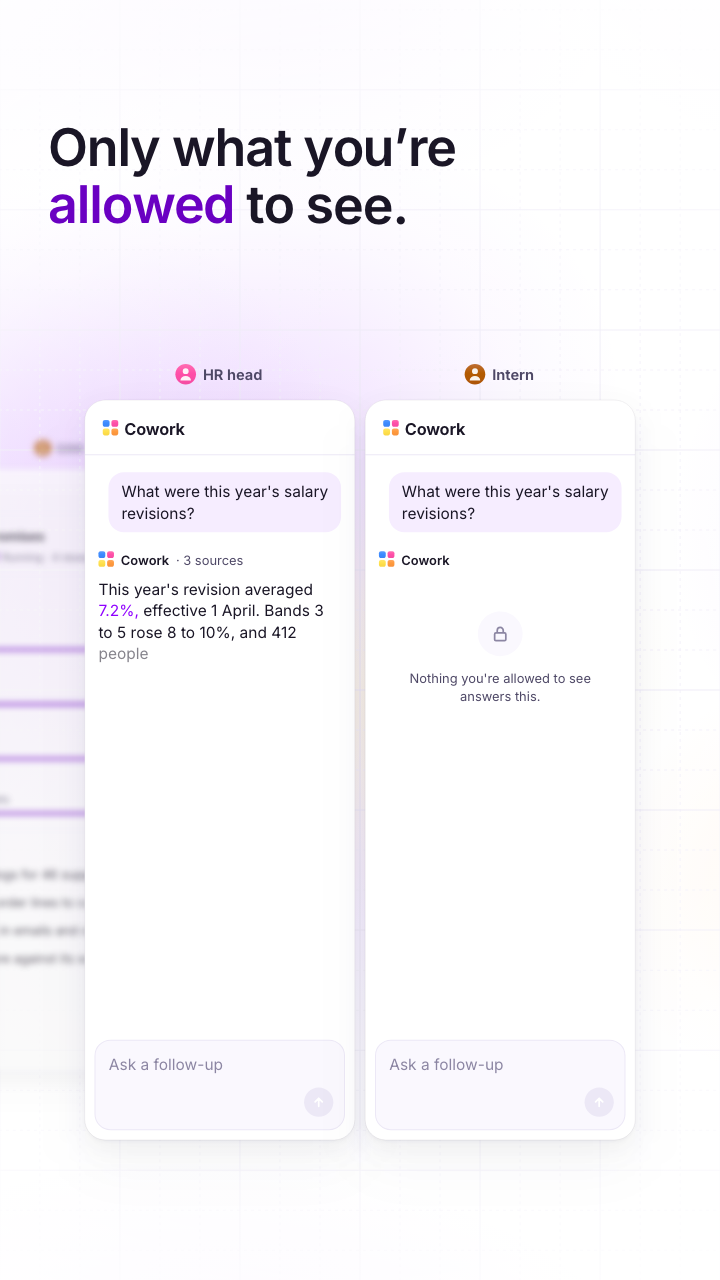 Only what you’re
allowed to see.
HR head
Cowork
What were this year's salary
revisions?
Cowork · 3 sources
This year's revision averaged
7.2%, effective 1 April. Bands 3
to 5 rose 8 to 10%, and 412
people
Ask a follow-up
Intern
Cowork
What were this year's salary
revisions?
Cowork
Nothing you're allowed to see
answers this.
Ask a follow-up